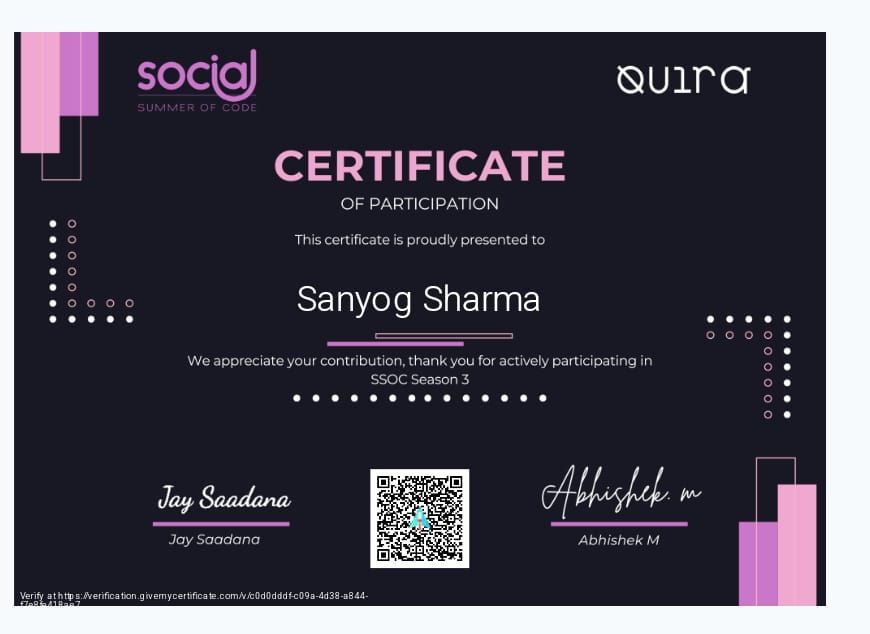 social
SUMMER OF CODE
QUIRA
CERTIFICATE
OF PARTICIPATION
This certificate is proudly presented to
Sanyog Sharma
We appreciate your contribution, thank you for actively participating in
SSOC Season 3
Jay Saadana
Abhishek. m
Jay Saadana
Abhishek M
Verify at https://verification.givemycertificate.com/v/c0d0dddf-c09a-4d38-a844-
f7e8fe418ae7